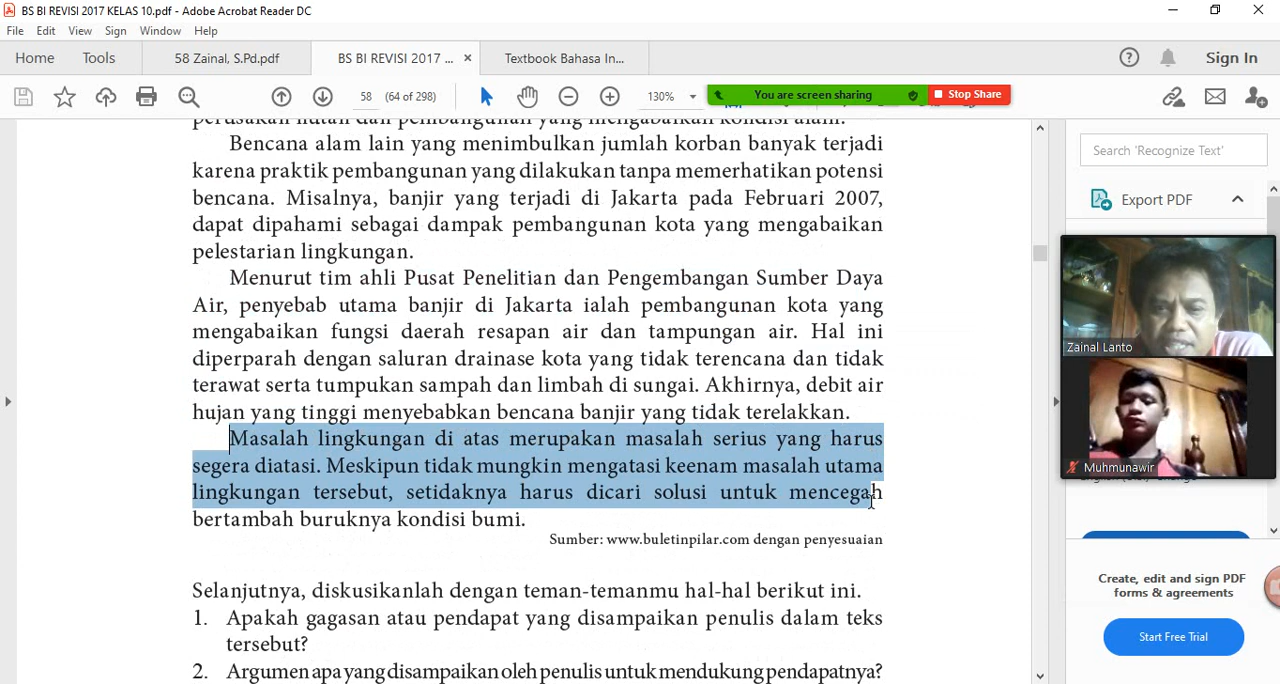 BS BI REVISI 2017 KELAS 10.pdf - Adobe Acrobat Reader DC
File Edit View Sign Window Help
Home Tools 58 Zainal, S.Pd.pdf BS BI REVISI 2017 ... × Textbook Bahasa In... Sign In
58 (64 of 298) 130% You are screen sharing Stop Share
perusakan hutan dan pembangunan yang mengabaikan kondisi alam.
Bencana alam lain yang menimbulkan jumlah korban banyak terjadi
karena praktik pembangunan yang dilakukan tanpa memerhatikan potensi
bencana. Misalnya, banjir yang terjadi di Jakarta pada Februari 2007,
dapat dipahami sebagai dampak pembangunan kota yang mengabaikan
pelestarian lingkungan.
Menurut tim ahli Pusat Penelitian dan Pengembangan Sumber Daya
Air, penyebab utama banjir di Jakarta ialah pembangunan kota yang
mengabaikan fungsi daerah resapan air dan tampungan air. Hal ini
diperparah dengan saluran drainase kota yang tidak terencana dan tidak
terawat serta tumpukan sampah dan limbah di sungai. Akhirnya, debit air
hujan yang tinggi menyebabkan bencana banjir yang tidak terelakkan.
Masalah lingkungan di atas merupakan masalah serius yang harus
segera diatasi. Meskipun tidak mungkin mengatasi keenam masalah utama
lingkungan tersebut, setidaknya harus dicari solusi untuk mencegah
bertambah buruknya kondisi bumi.
Sumber: www.buletinpilar.com dengan penyesuaian
Selanjutnya, diskusikanlah dengan teman-temanmu hal-hal berikut ini.
1. Apakah gagasan atau pendapat yang disampaikan penulis dalam teks
tersebut?
2. Argumen apa yang disampaikan oleh penulis untuk mendukung pendapatnya?
Search 'Recognize Text'
Export PDF
Zainal Lanto
Muhmunawir
Create, edit and sign PDF
forms & agreements
Start Free Trial